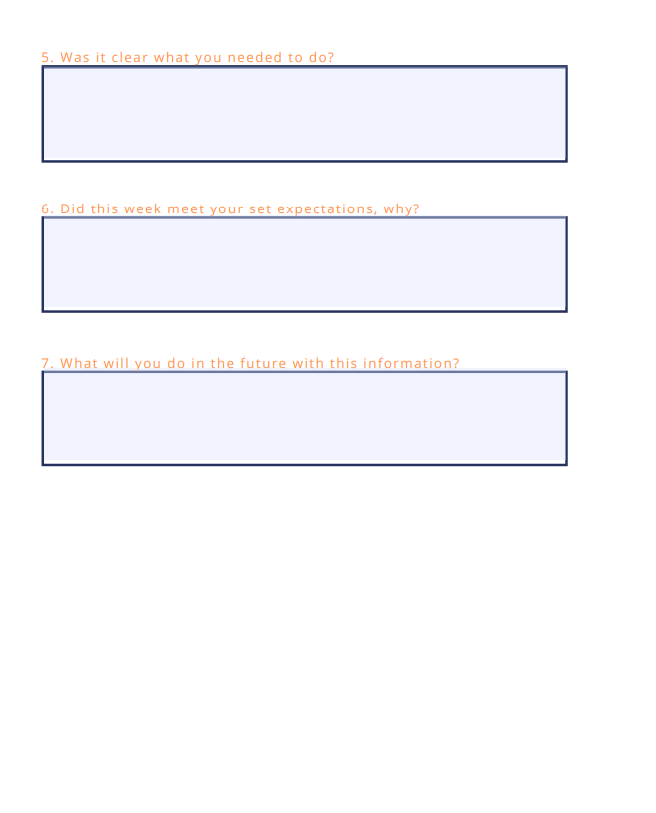 5. Was it clear what you needed to do?
6. Did this week meet your set expectations, why?
7. What will you do in the future with this information?